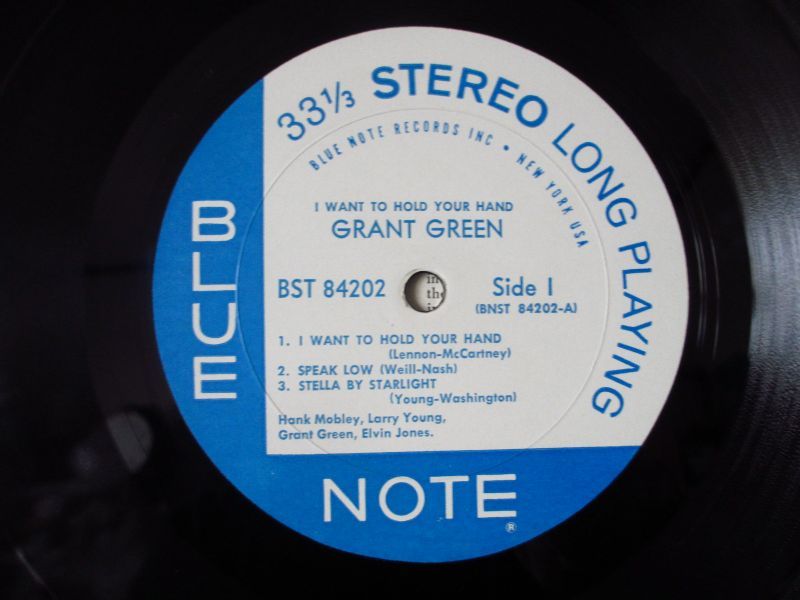 33⅓ STEREO LONG PLAYING
BLUE NOTE RECORDS INC • NEW YORK USA
I WANT TO HOLD YOUR HAND
GRANT GREEN
BST 84202
Side 1
(BNST 84202-A)
1. I WANT TO HOLD YOUR HAND
(Lennon-McCartney)
2. SPEAK LOW (Weill-Nash)
3. STELLA BY STARLIGHT
(Young-Washington)
Hank Mobley, Larry Young,
Grant Green, Elvin Jones.
BLUE
NOTE®
in
the